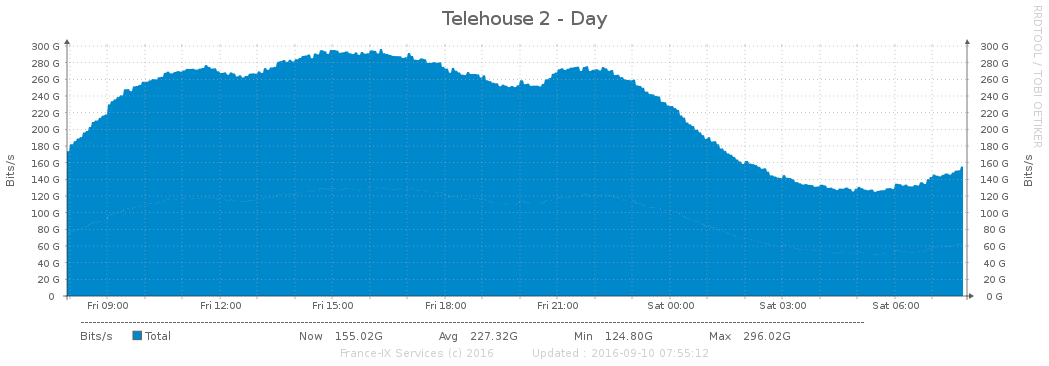 Telehouse 2 - Day
RRDTOOL / TOBI OETIKER
300 G 300 G
280 G 280 G
260 G 260 G
240 G 240 G
220 G 220 G
200 G 200 G
180 G 180 G
160 G 160 G
140 G 140 G
120 G 120 G
100 G 100 G
80 G 80 G
60 G 60 G
40 G 40 G
20 G 20 G
0 0 G
Bits/s
Bits/s
Fri 09:00 Fri 12:00 Fri 15:00 Fri 18:00 Fri 21:00 Sat 00:00 Sat 03:00 Sat 06:00
Bits/s Total Now 155.02G Avg 227.32G Min 124.80G Max 296.02G
France-IX Services (c) 2016 Updated : 2016-09-10 07:55:12